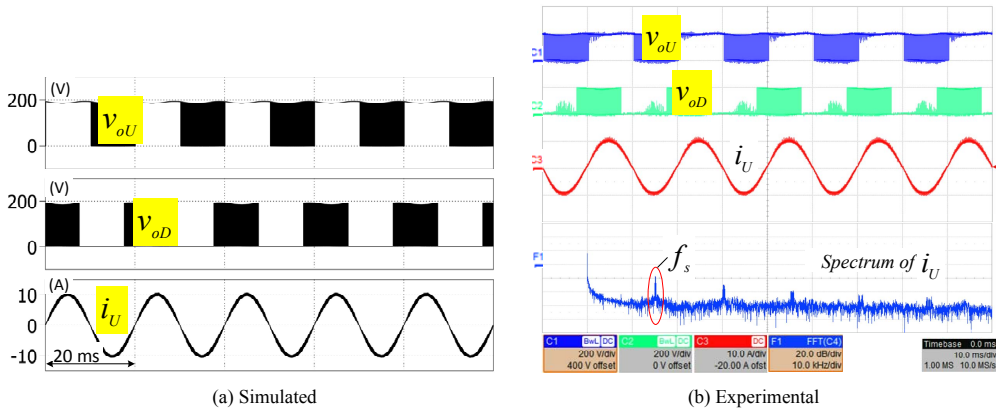 (V)
200
0
v_oU
(V)
200
0
v_oD
(A)
10
0
-10
i_U
20 ms
(a) Simulated
C1
v_oU
C2
v_oD
C3
i_U
F1
f_s
Spectrum of i_U
C1 BwL DC
200 V/div
400 V offset
C2 BwL DC
200 V/div
0 V offset
C3 DC
10.0 A/div
-20.00 A ofst
F1 FFT(C4)
20.0 dB/div
10.0 kHz/div
Timebase 0.0 ms
10.0 ms/div
1.00 MS 10.0 MS/s
(b) Experimental